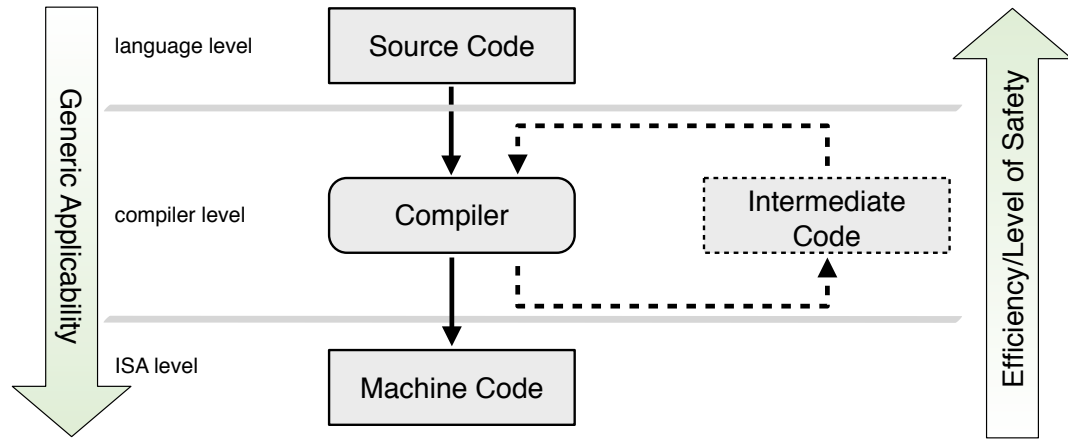 language level
Source Code
Generic Applicability
compiler level
Compiler
Intermediate
Code
Efficiency/Level of Safety
ISA level
Machine Code